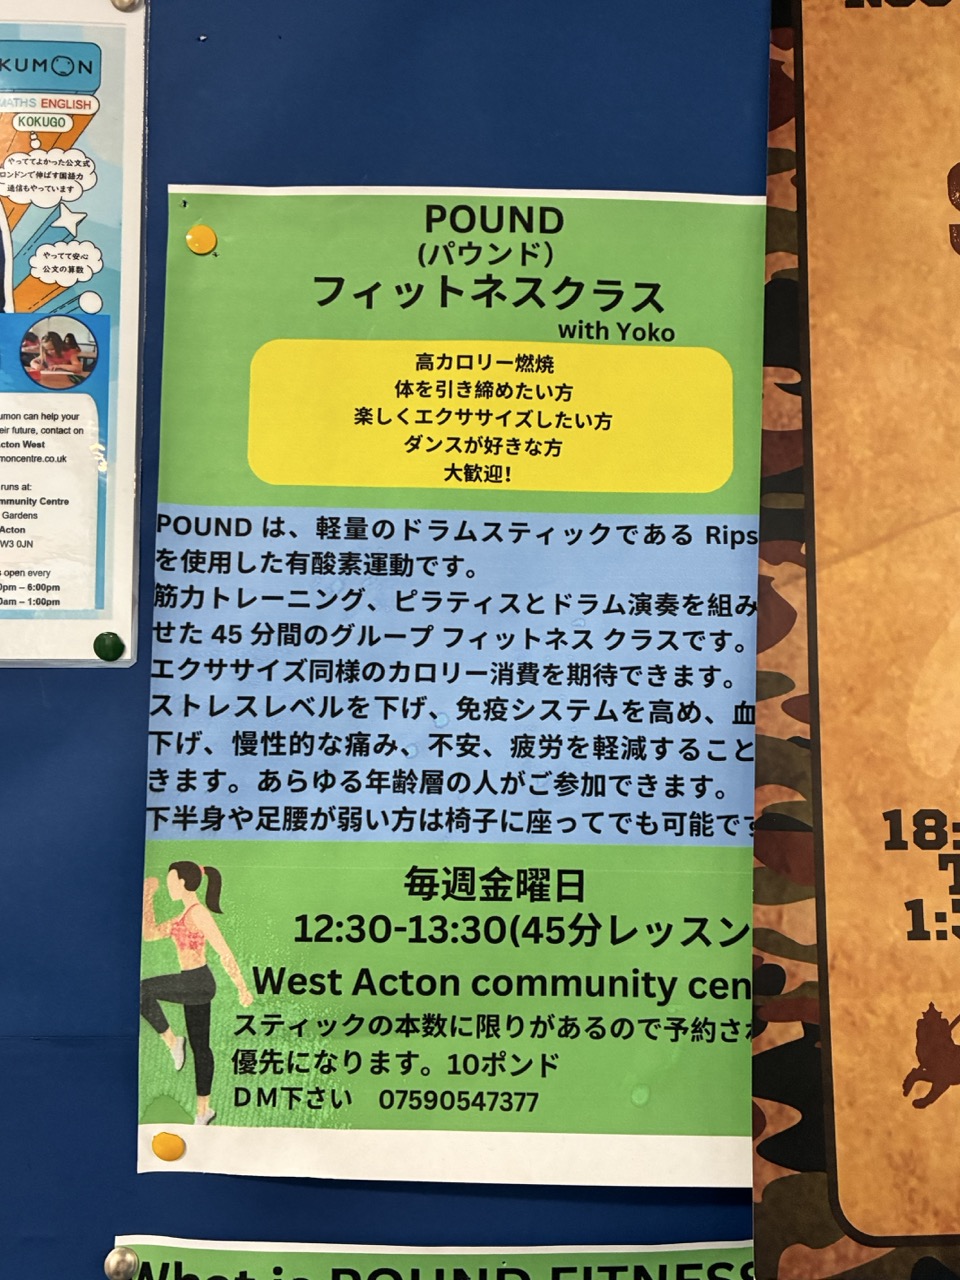 KUMON
MATHS ENGLISH
KOKUGO
やっててよかった公文式
ロンドンで伸ばす国語力
通信もやっています
やってて安心
公文の算数
umon can help your
eir future, contact on
cton West
moncentre.co.uk
runs at:
mmunity Centre
Gardens
Acton
W3 0JN
s open every
0pm – 6:00pm
0am – 1:00pm
POUND
(パウンド)
フィットネスクラス
with Yoko
高カロリー燃焼
体を引き締めたい方
楽しくエクササイズしたい方
ダンスが好きな方
大歓迎!
POUND は、軽量のドラムスティックである Rips
を使用した有酸素運動です。
筋力トレーニング、ピラティスとドラム演奏を組み
せた 45 分間のグループ フィットネス クラスです。
エクササイズ同様のカロリー消費を期待できます。
ストレスレベルを下げ、免疫システムを高め、血
下げ、慢性的な痛み、不安、疲労を軽減すること
きます。あらゆる年齢層の人がご参加できます。
下半身や足腰が弱い方は椅子に座ってでも可能です
毎週金曜日
12:30-13:30(45分レッスン
West Acton community cen
スティックの本数に限りがあるので予約され
優先になります。10ポンド
DM下さい 07590547377
What is POUND FITNESS
18:
1:3